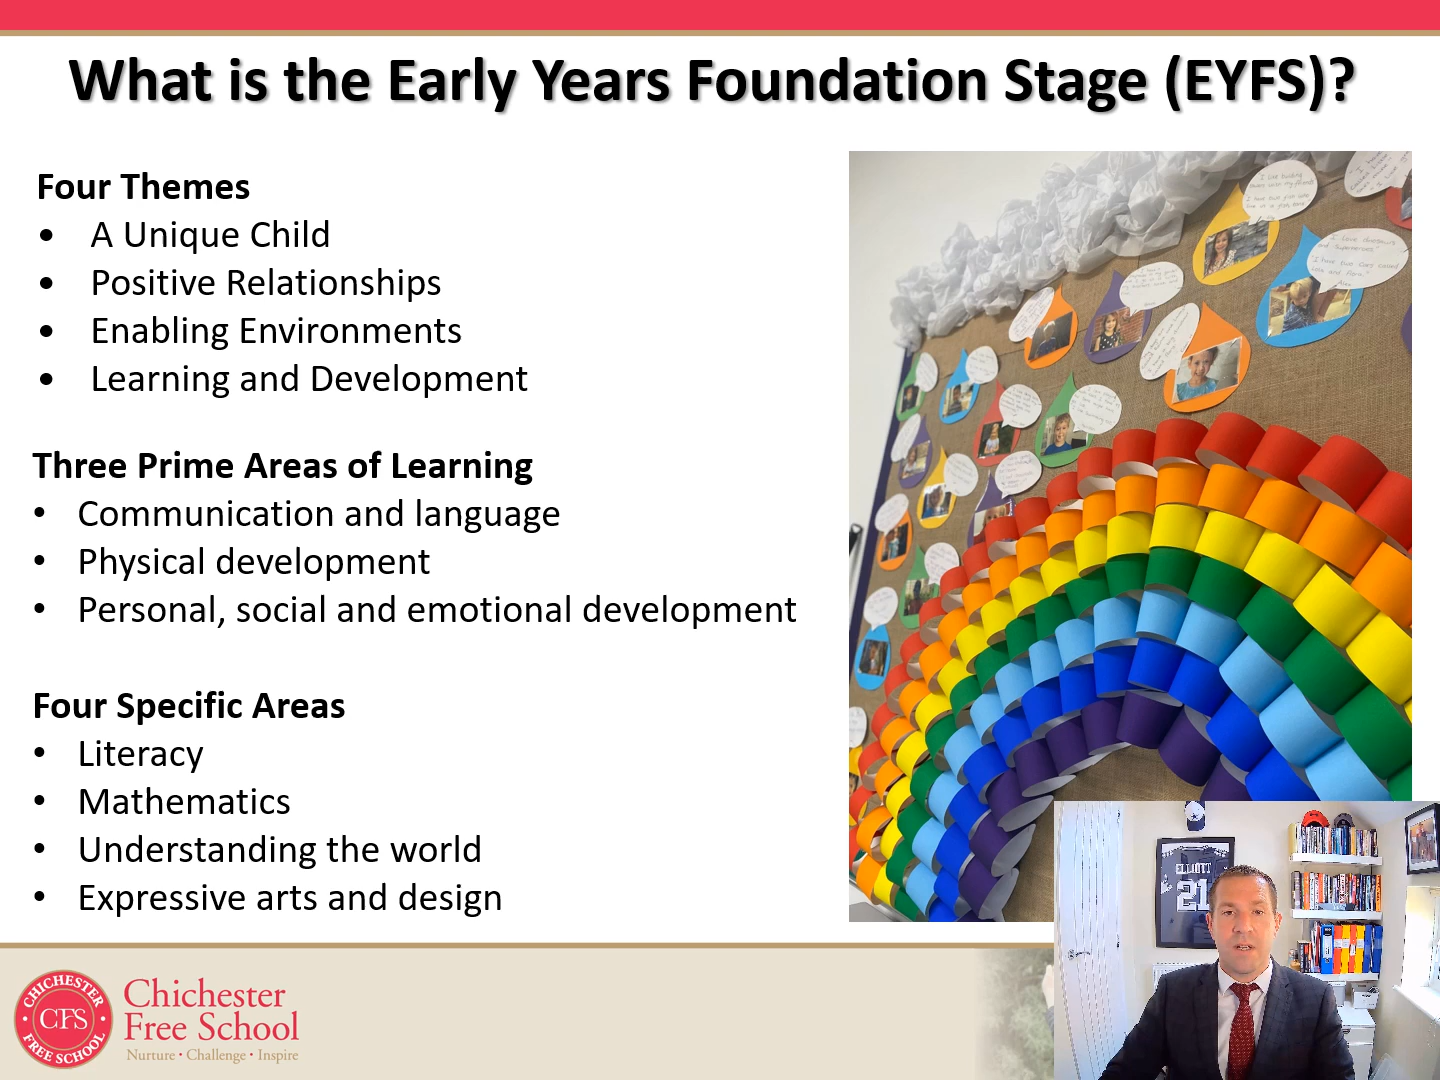 What is the Early Years Foundation Stage (EYFS)?
Four Themes
• A Unique Child
• Positive Relationships
• Enabling Environments
• Learning and Development
Three Prime Areas of Learning
• Communication and language
• Physical development
• Personal, social and emotional development
Four Specific Areas
• Literacy
• Mathematics
• Understanding the world
• Expressive arts and design
ELLIOTT
21
CHICHESTER
CFS
FREE SCHOOL
Chichester
Free School
Nurture • Challenge • Inspire